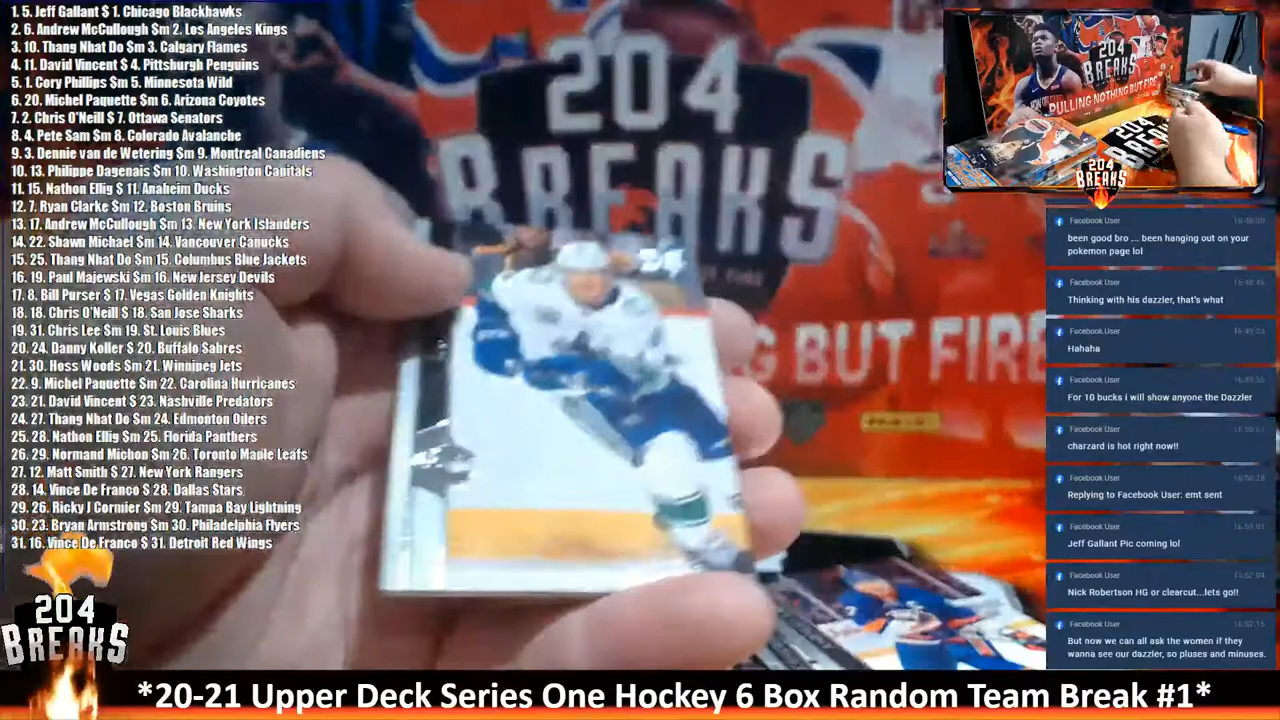 1. 5. Jeff Gallant $ 1. Chicago Blackhawks
2. 6. Andrew McCullough $m 2. Los Angeles Kings
3. 10. Thang Nhat Do $m 3. Calgary Flames
4. 11. David Vincent $ 4. Pittsburgh Penguins
5. 1. Cory Phillips $m 5. Minnesota Wild
6. 20. Michel Paquette $m 6. Arizona Coyotes
7. 2. Chris O'Neill $ 7. Ottawa Senators
8. 4. Pete Sam $m 8. Colorado Avalanche
9. 3. Dennie van de Wetering $m 9. Montreal Canadiens
10. 13. Philippe Dagenais $m 10. Washington Capitals
11. 15. Nathon Ellig $ 11. Anaheim Ducks
12. 7. Ryan Clarke $m 12. Boston Bruins
13. 17. Andrew McCullough $m 13. New York Islanders
14. 22. Shawn Michael $m 14. Vancouver Canucks
15. 25. Thang Nhat Do $m 15. Columbus Blue Jackets
16. 19. Paul Majewski $m 16. New Jersey Devils
17. 8. Bill Purser $ 17. Vegas Golden Knights
18. 18. Chris O'Neill $ 18. San Jose Sharks
19. 31. Chris Lee $m 19. St. Louis Blues
20. 24. Danny Koller $ 20. Buffalo Sabres
21. 30. Hoss Woods $m 21. Winnipeg Jets
22. 9. Michel Paquette $m 22. Carolina Hurricanes
23. 21. David Vincent $ 23. Nashville Predators
24. 27. Thang Nhat Do $m 24. Edmonton Oilers
25. 28. Nathon Ellig $m 25. Florida Panthers
26. 29. Normand Michon $m 26. Toronto Maple Leafs
27. 12. Matt Smith $ 27. New York Rangers
28. 14. Vince De Franco $ 28. Dallas Stars
29. 26. Ricky J Cormier $m 29. Tampa Bay Lightning
30. 23. Bryan Armstrong $m 30. Philadelphia Flyers
31. 16. Vince De Franco $ 31. Detroit Red Wings
204
BREAKS
204
BREAKS
G BUT FIRE
204
BREAKS
PULLING NOTHING BUT FIRE
204
BREAKS
204
BREAKS
Facebook User
been good bro ... been hanging out on your
pokemon page lol
Facebook User
Thinking with his dazzler, that's what
Facebook User
Hahaha
Facebook User
For 10 bucks i will show anyone the Dazzler
Facebook User
charzard is hot right now!!
Facebook User
Replying to Facebook User: emt sent
Facebook User
Jeff Gallant Pic coming lol
Facebook User
Nick Robertson HG or clearcut...lets go!!
Facebook User
But now we can all ask the women if they
wanna see our dazzler, so pluses and minuses.
*20-21 Upper Deck Series One Hockey 6 Box Random Team Break #1*